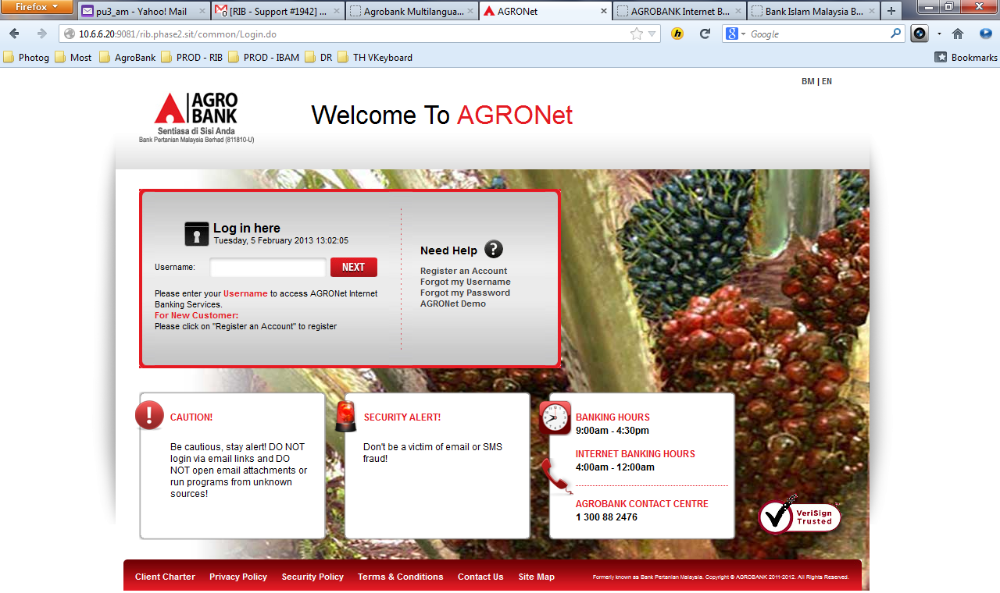 Firefox
pu3_am - Yahoo! Mail
[RIB - Support #1942] ...
Agrobank Multilangua...
AGRONet
AGROBANK Internet B...
Bank Islam Malaysia B...
10.6.6.20:9081/rib.phase2.sit/common/Login.do
Google
Photog
Most
AgroBank
PROD - RIB
PROD - IBAM
DR
TH VKeyboard
Bookmarks
BM | EN
AGRO
BANK
Sentiasa di Sisi Anda
Bank Pertanian Malaysia Berhad (811810-U)
Welcome To AGRONet
Log in here
Tuesday, 5 February 2013 13:02:05
Username:
NEXT
Please enter your Username to access AGRONet Internet
Banking Services.
For New Customer:
Please click on "Register an Account" to register
Need Help ?
Register an Account
Forgot my Username
Forgot my Password
AGRONet Demo
CAUTION!
Be cautious, stay alert! DO NOT
login via email links and DO
NOT open email attachments or
run programs from unknown
sources!
SECURITY ALERT!
Don't be a victim of email or SMS
fraud!
BANKING HOURS
9:00am - 4:30pm
INTERNET BANKING HOURS
4:00am - 12:00am
AGROBANK CONTACT CENTRE
1 300 88 2476
VeriSign
Trusted
Client Charter
Privacy Policy
Security Policy
Terms & Conditions
Contact Us
Site Map
Formerly known as Bank Pertanian Malaysia. Copyright © AGROBANK 2011-2012. All Rights Reserved.